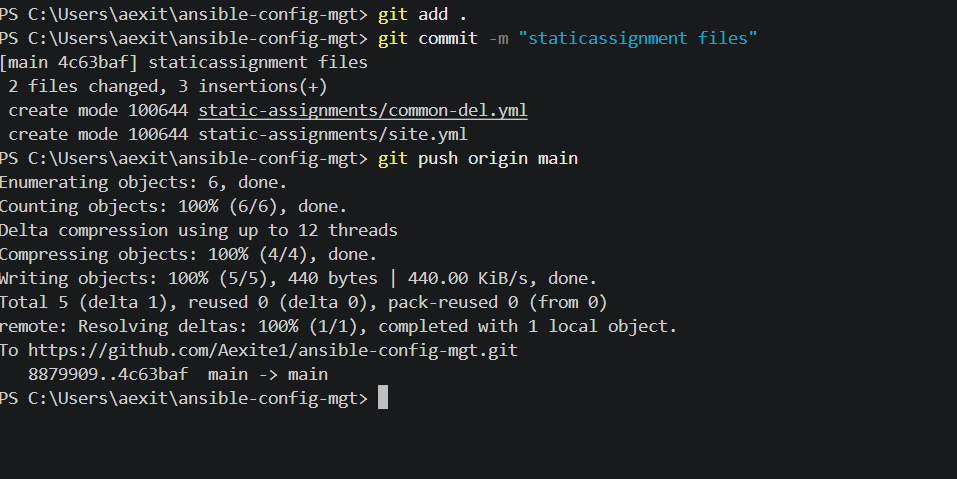 PS C:\Users\aexit\ansible-config-mgt> git add .
PS C:\Users\aexit\ansible-config-mgt> git commit -m "staticassignment files"
[main 4c63baf] staticassignment files
 2 files changed, 3 insertions(+)
 create mode 100644 static-assignments/common-del.yml
 create mode 100644 static-assignments/site.yml
PS C:\Users\aexit\ansible-config-mgt> git push origin main
Enumerating objects: 6, done.
Counting objects: 100% (6/6), done.
Delta compression using up to 12 threads
Compressing objects: 100% (4/4), done.
Writing objects: 100% (5/5), 440 bytes | 440.00 KiB/s, done.
Total 5 (delta 1), reused 0 (delta 0), pack-reused 0 (from 0)
remote: Resolving deltas: 100% (1/1), completed with 1 local object.
To https://github.com/Aexite1/ansible-config-mgt.git
   8879909..4c63baf  main -> main
PS C:\Users\aexit\ansible-config-mgt>